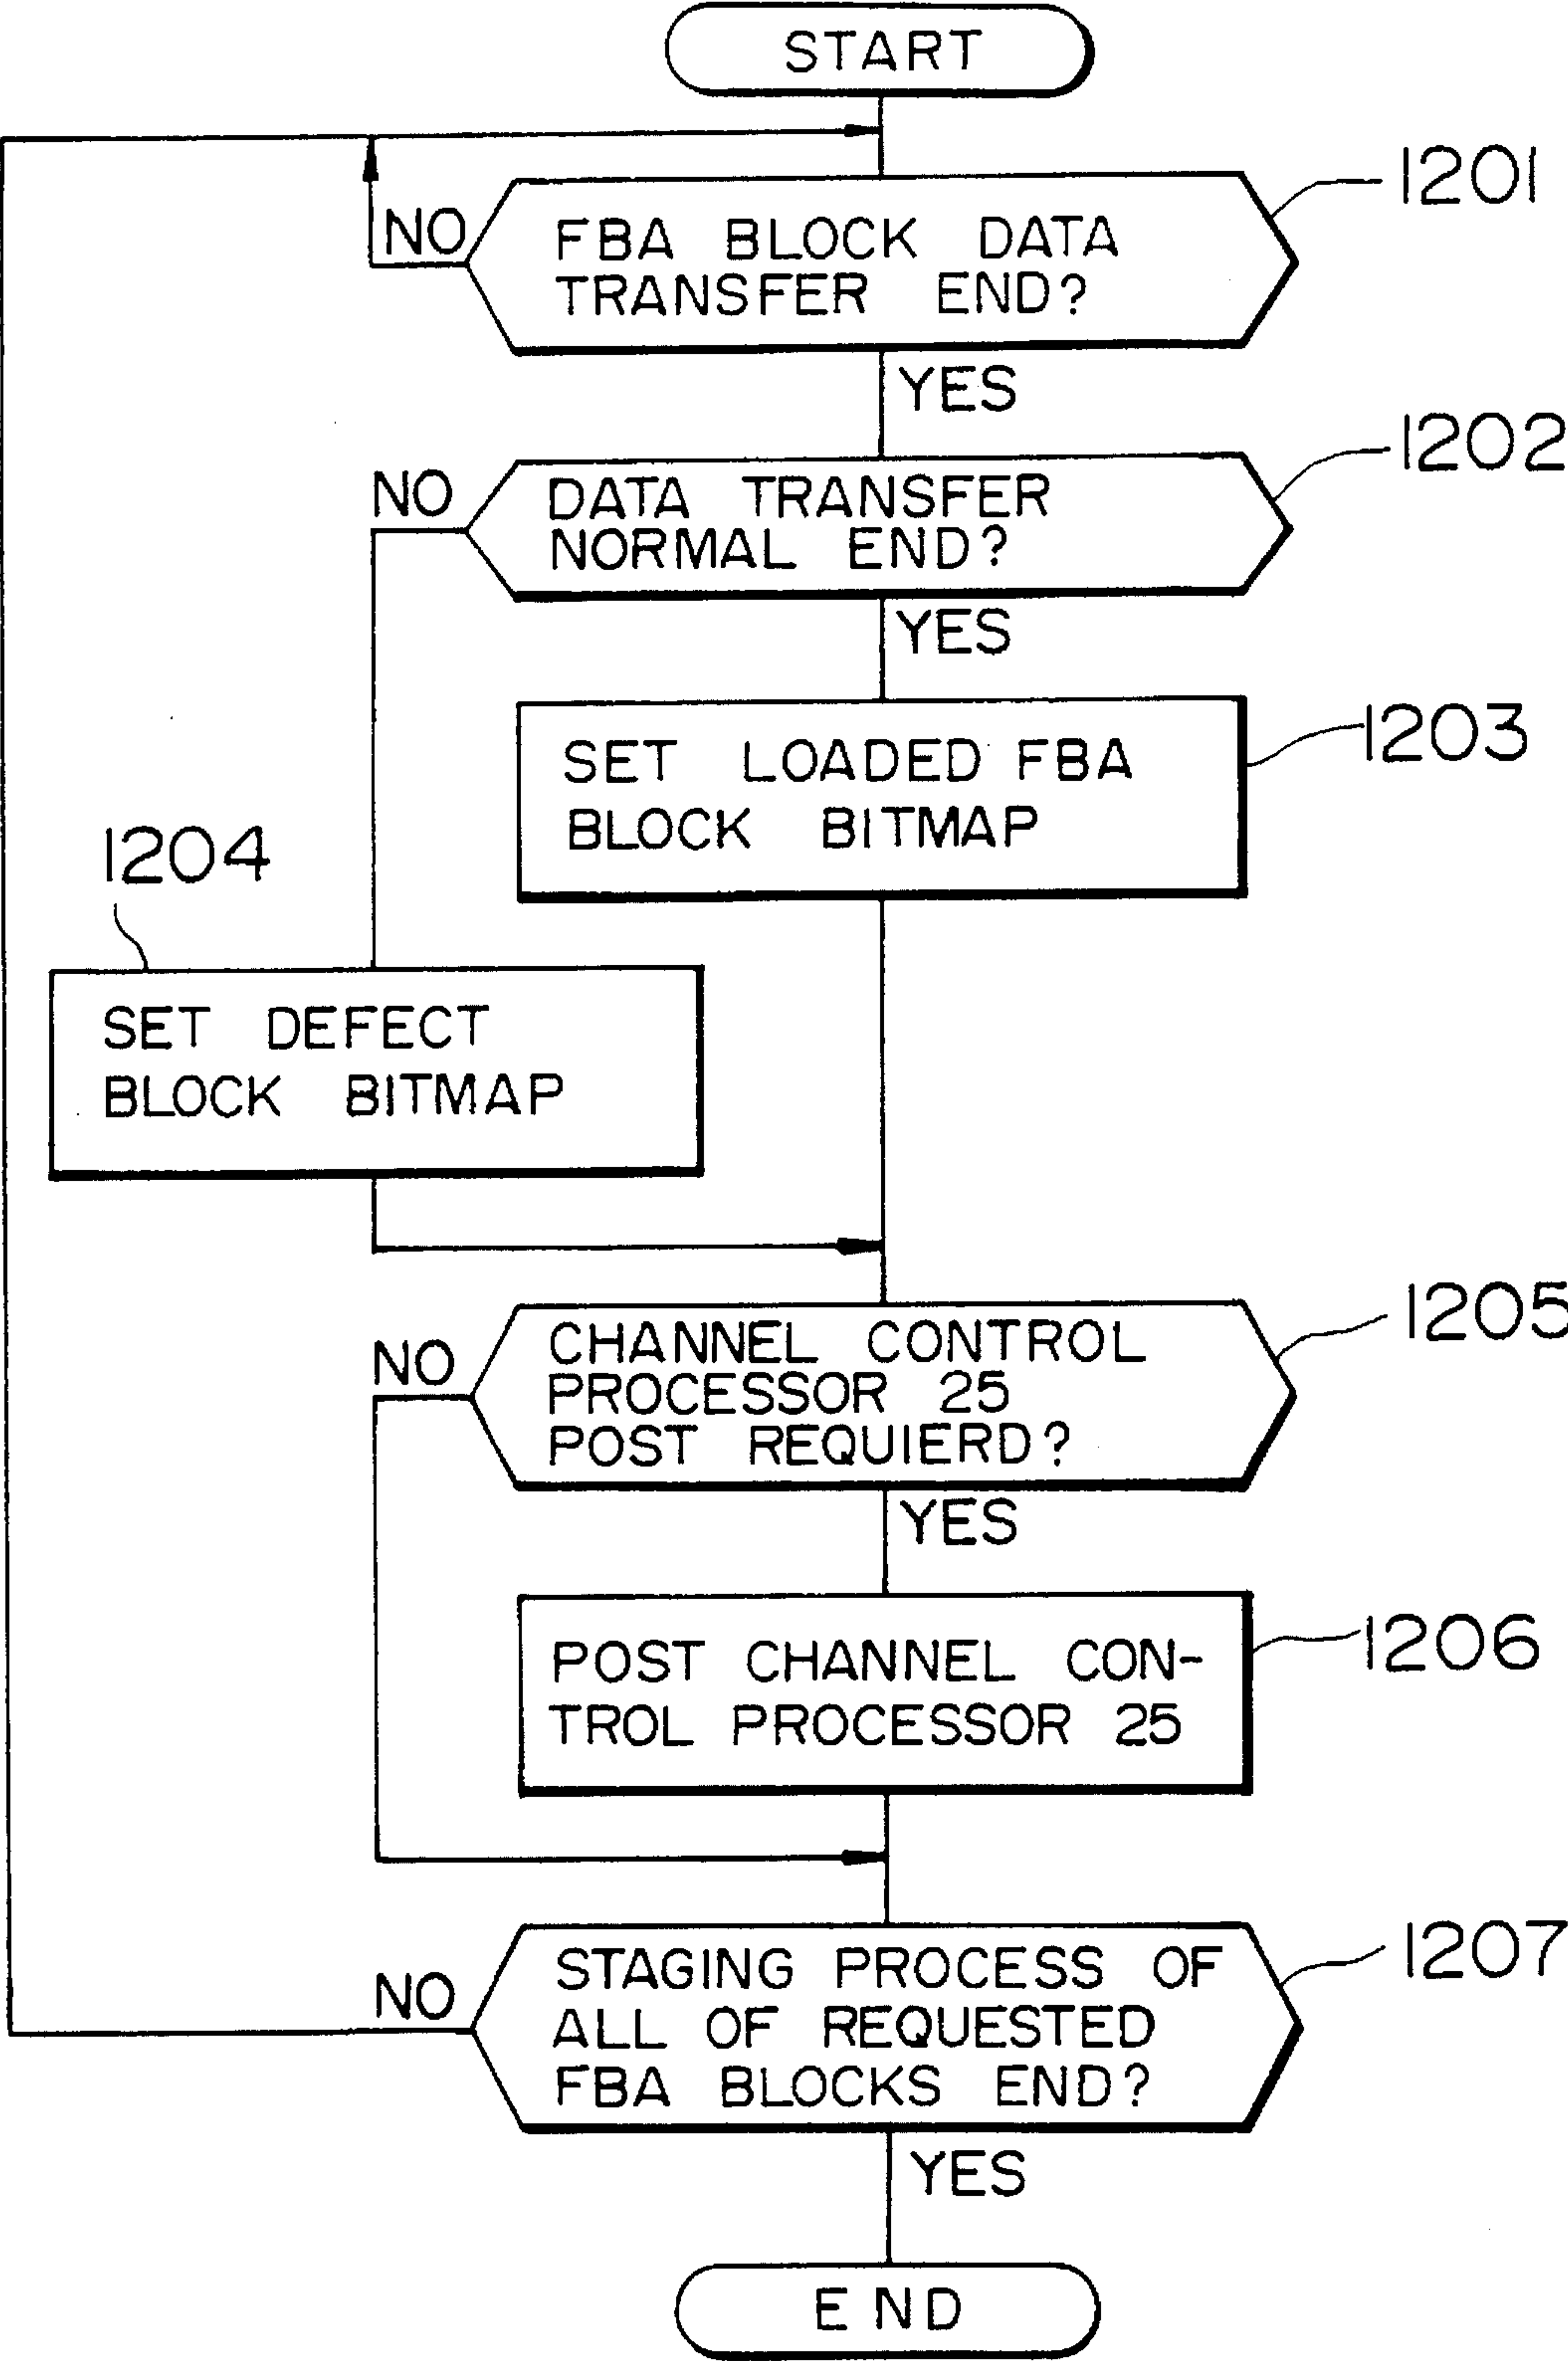 START
1201
NO
FBA BLOCK DATA
TRANSFER END?
YES
1202
NO
DATA TRANSFER
NORMAL END?
YES
1203
SET LOADED FBA
BLOCK BITMAP
1204
SET DEFECT
BLOCK BITMAP
1205
NO
CHANNEL CONTROL
PROCESSOR 25
POST REQUIERD?
YES
1206
POST CHANNEL CON-
TROL PROCESSOR 25
1207
NO
STAGING PROCESS OF
ALL OF REQUESTED
FBA BLOCKS END?
YES
END